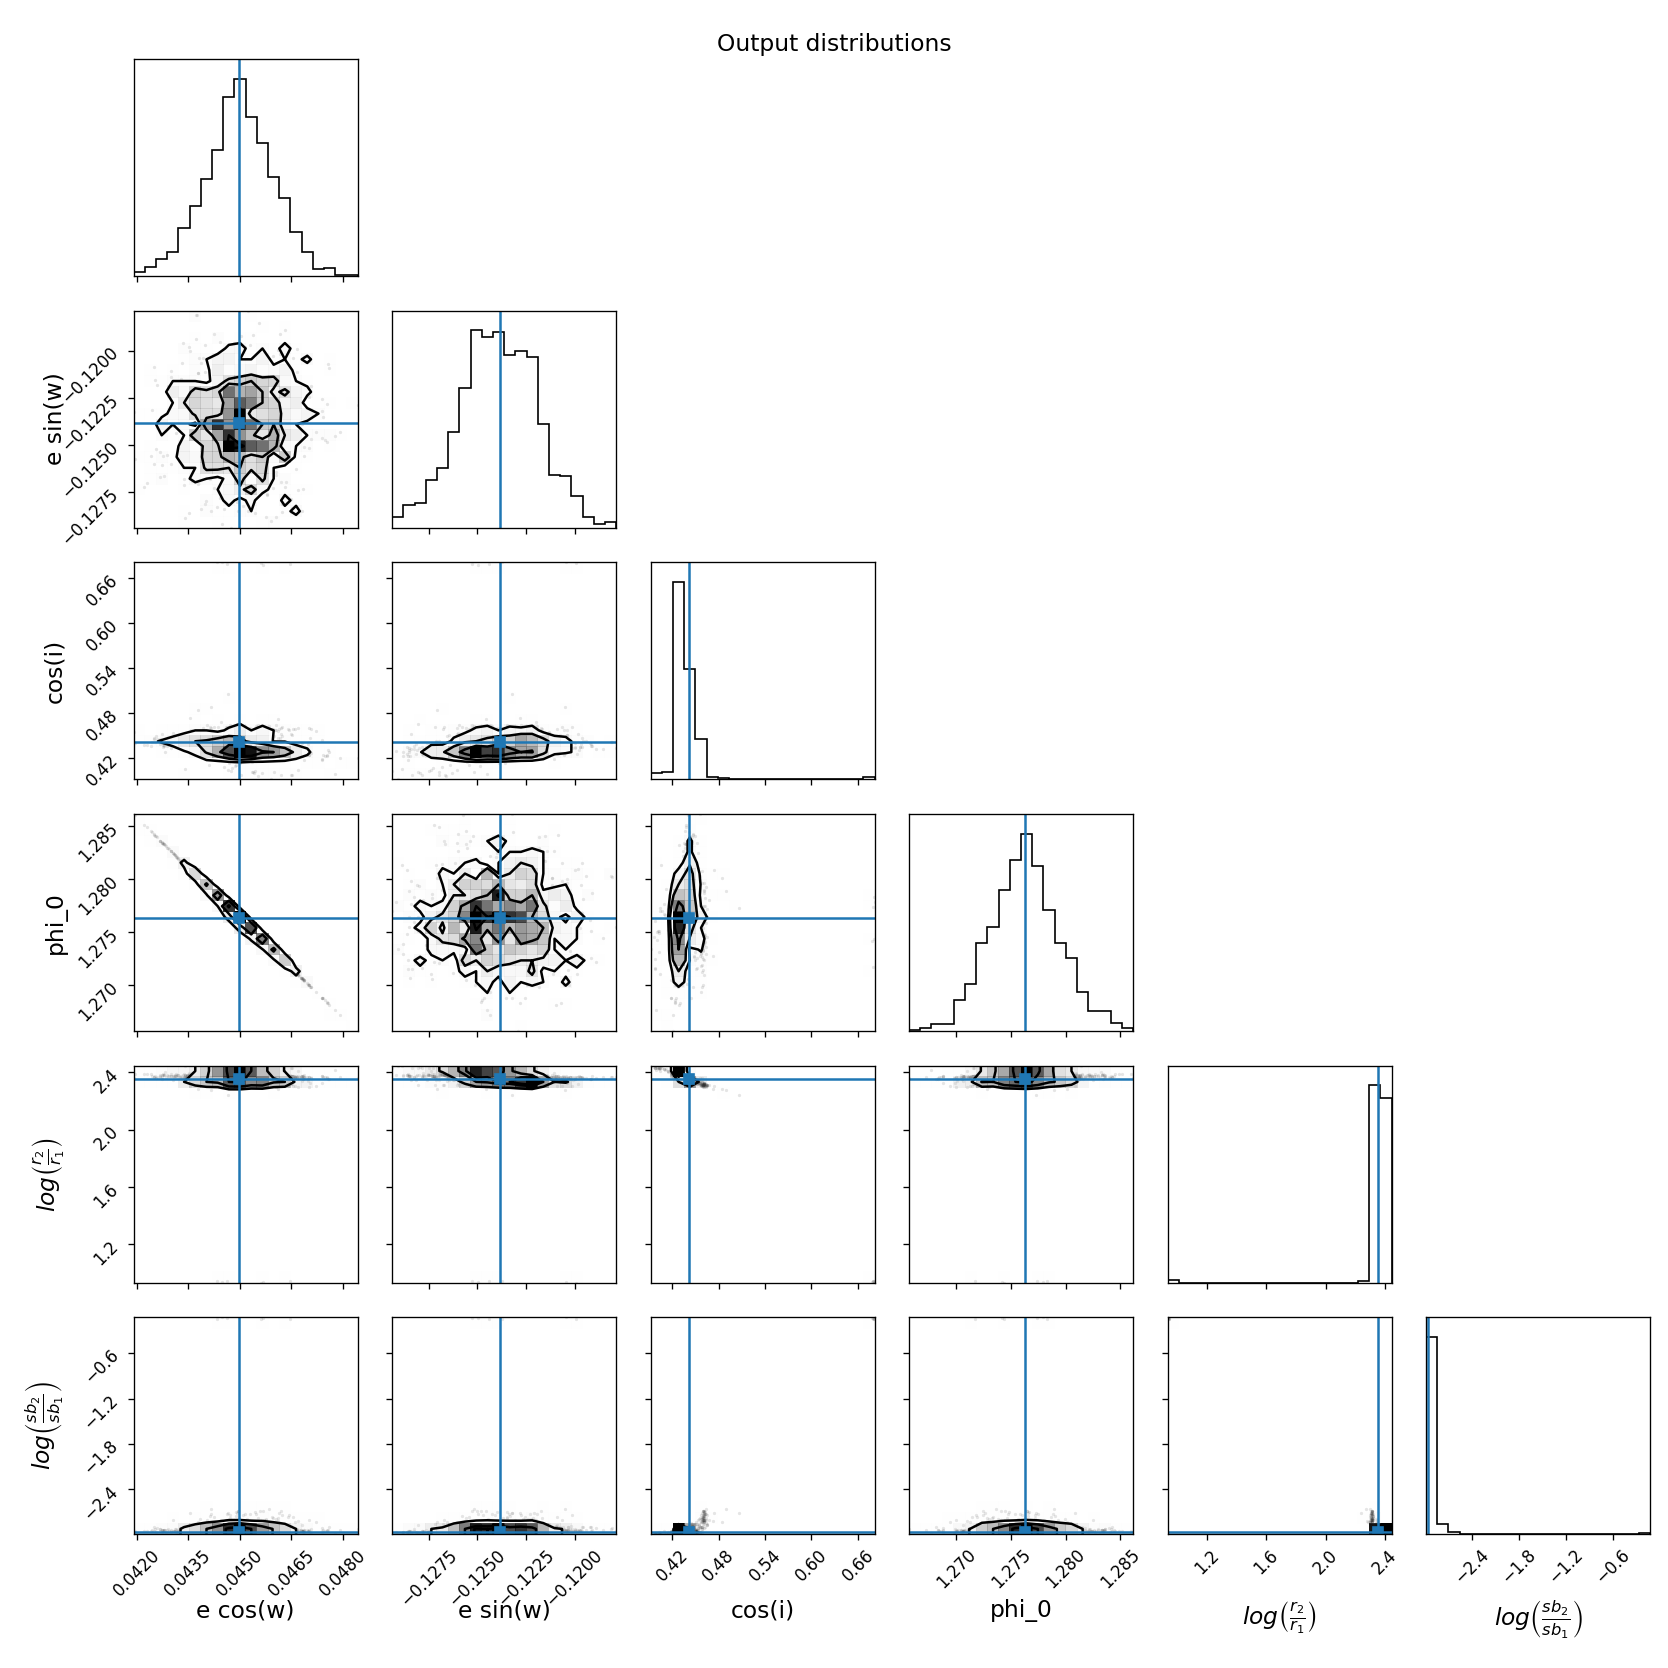 Output distributions
−0.1200
−0.1225
−0.1250
−0.1275
e sin(w)
0.66
0.60
0.54
0.48
0.42
cos(i)
1.285
1.280
1.275
1.270
phi_0
2.4
2.0
1.6
1.2
log(r₂/r₁)
−0.6
−1.2
−1.8
−2.4
log(sb₂/sb₁)
0.0420 0.0435 0.0450 0.0465 0.0480
e cos(w)
−0.1275 −0.1250 −0.1225 −0.1200
e sin(w)
0.42 0.48 0.54 0.60 0.66
cos(i)
1.270 1.275 1.280 1.285
phi_0
1.2 1.6 2.0 2.4
log(r₂/r₁)
−2.4 −1.8 −1.2 −0.6
log(sb₂/sb₁)